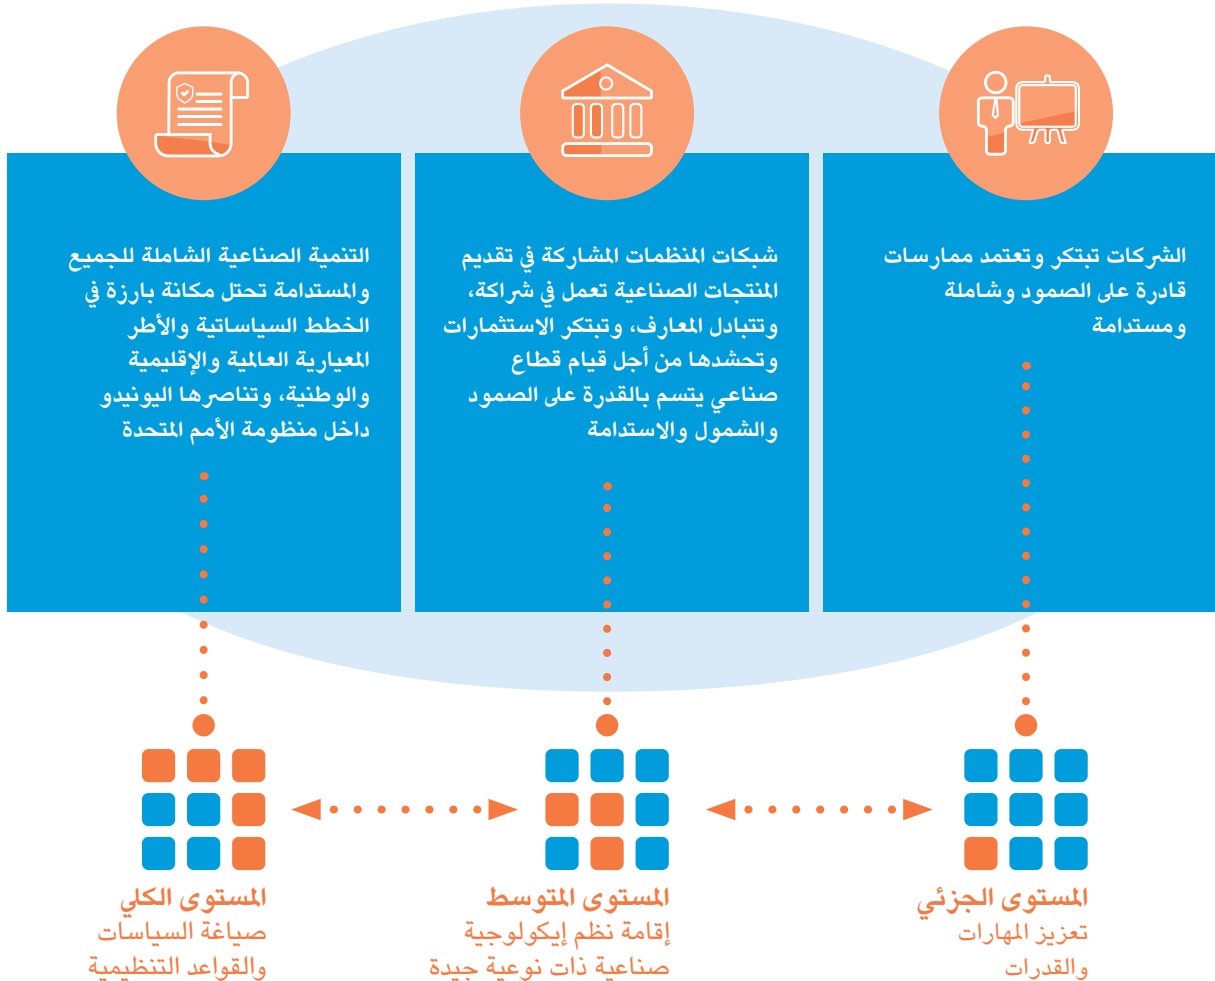 الشركات تبتكر وتعتمد ممارسات
قادرة على الصمود وشاملة
ومستدامة
شبكات المنظمات المشاركة في تقديم
المنتجات الصناعية تعمل في شراكة،
وتتبادل المعارف، وتبتكر الاستثمارات
وتحشدها من أجل قيام قطاع
صناعي يتسم بالقدرة على الصمود
والشمول والاستدامة
التنمية الصناعية الشاملة للجميع
والمستدامة تحتل مكانة بارزة في
الخطط السياساتية والأطر
المعيارية العالمية والإقليمية
والوطنية، وتناصرها اليونيدو
داخل منظومة الأمم المتحدة
المستوى الجزئي
تعزيز المهارات
والقدرات
المستوى المتوسط
إقامة نظم إيكولوجية
صناعية ذات نوعية جيدة
المستوى الكلي
صياغة السياسات
والقواعد التنظيمية